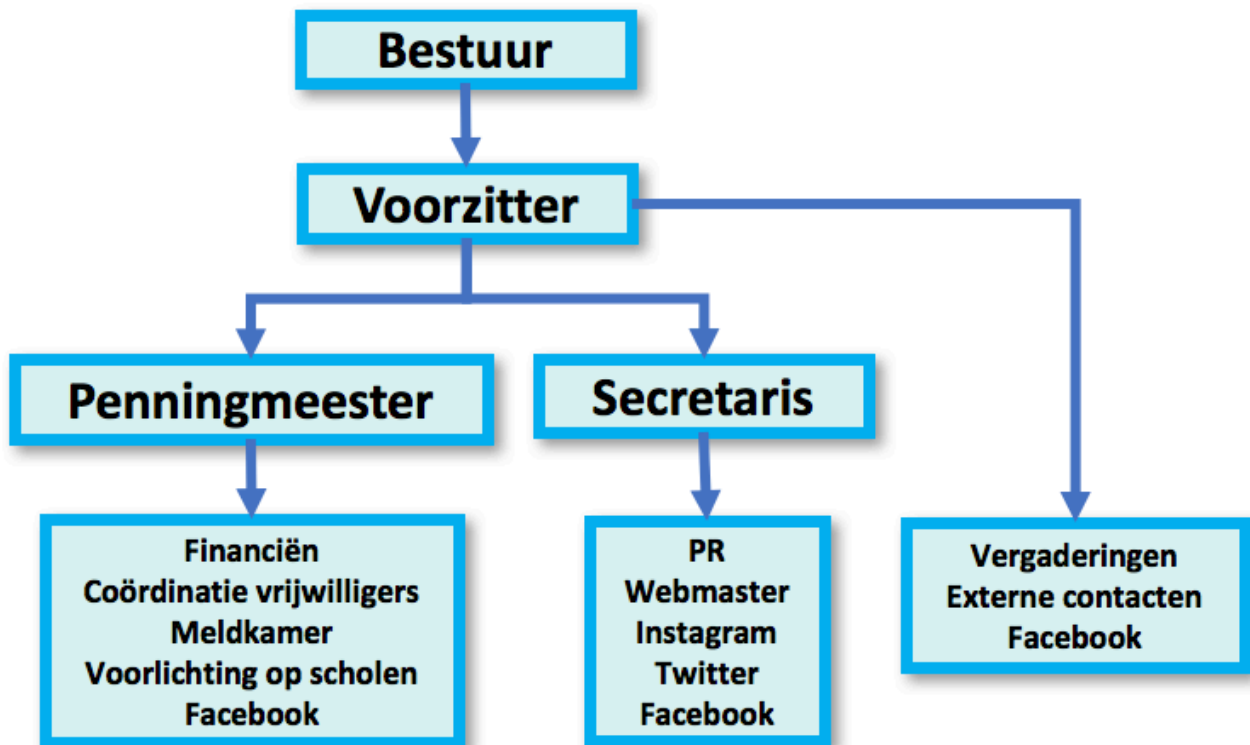 Bestuur
Voorzitter
Penningmeester
Secretaris
Financiën
Coördinatie vrijwilligers
Meldkamer
Voorlichting op scholen
Facebook
PR
Webmaster
Instagram
Twitter
Facebook
Vergaderingen
Externe contacten
Facebook